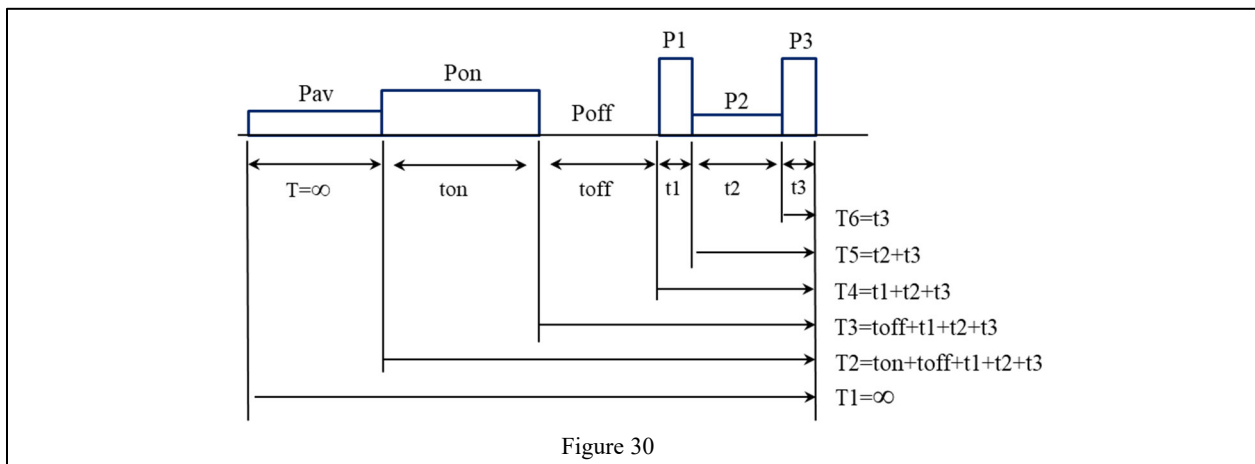 P1
P3
Pon
Pav
P2
Poff
T=∞
ton
toff
t1
t2
t3
T6=t3
T5=t2+t3
T4=t1+t2+t3
T3=toff+t1+t2+t3
T2=ton+toff+t1+t2+t3
T1=∞
Figure 30